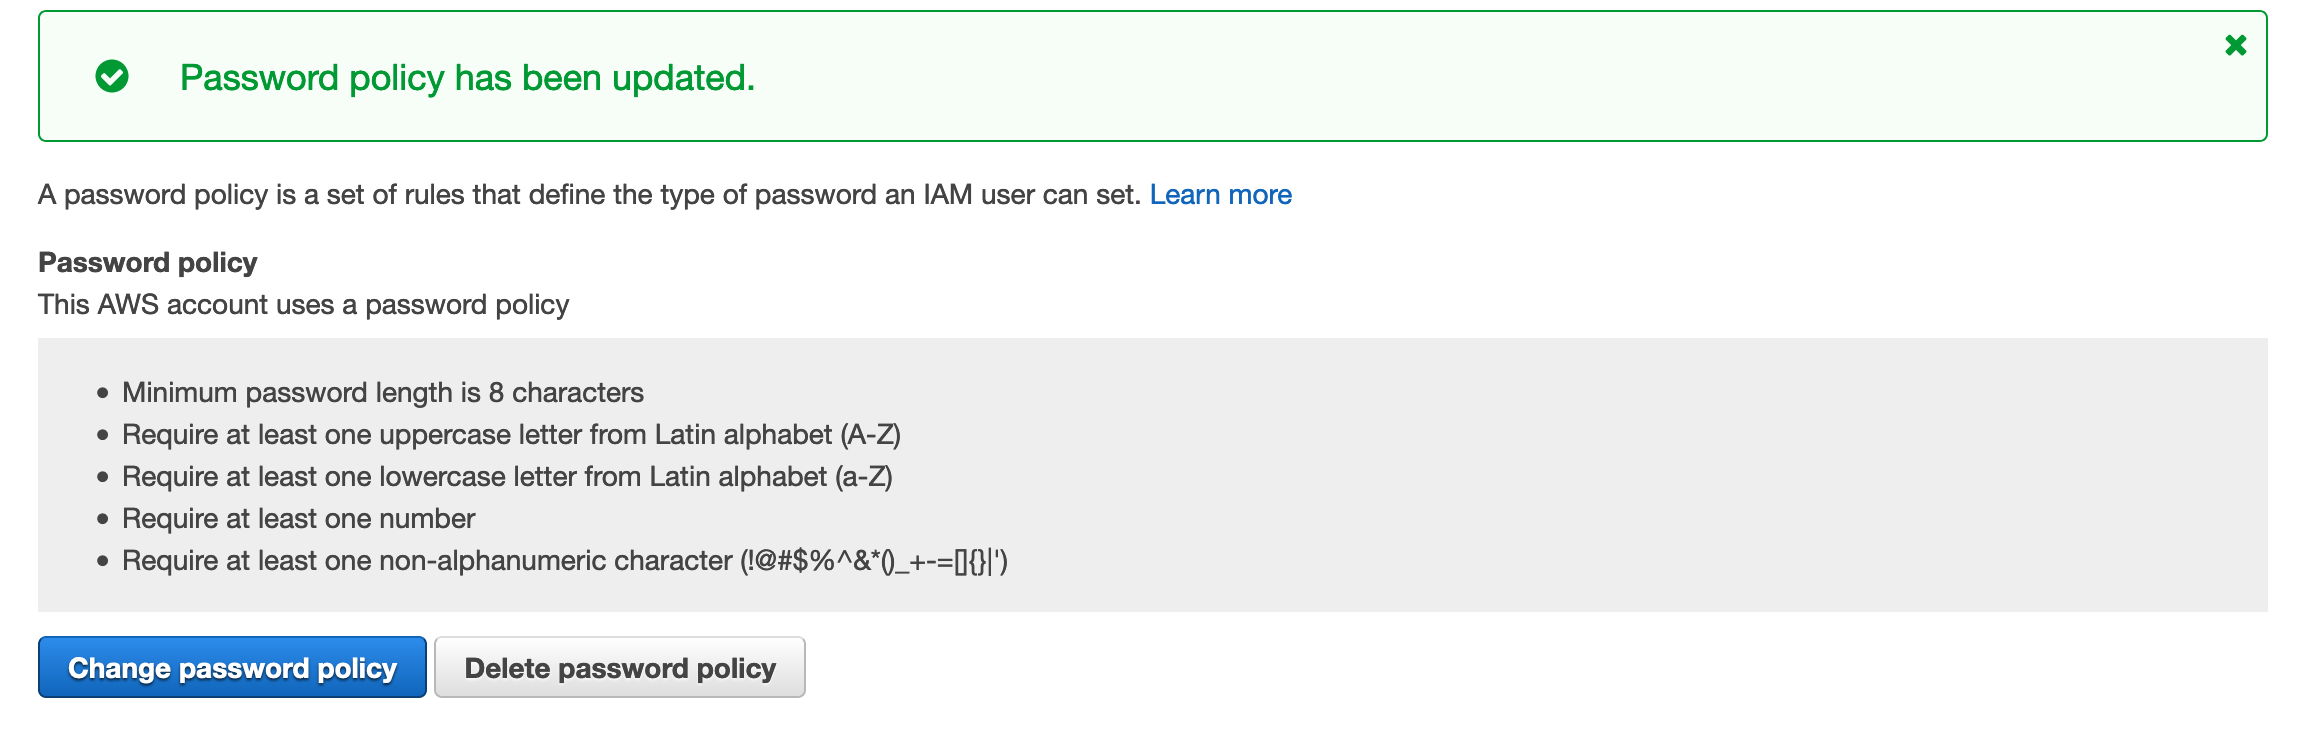 Password policy has been updated.
A password policy is a set of rules that define the type of password an IAM user can set. Learn more
Password policy
This AWS account uses a password policy
• Minimum password length is 8 characters
• Require at least one uppercase letter from Latin alphabet (A-Z)
• Require at least one lowercase letter from Latin alphabet (a-Z)
• Require at least one number
• Require at least one non-alphanumeric character (!@#$%^&*()_+-=[]{}|')
Change password policy Delete password policy